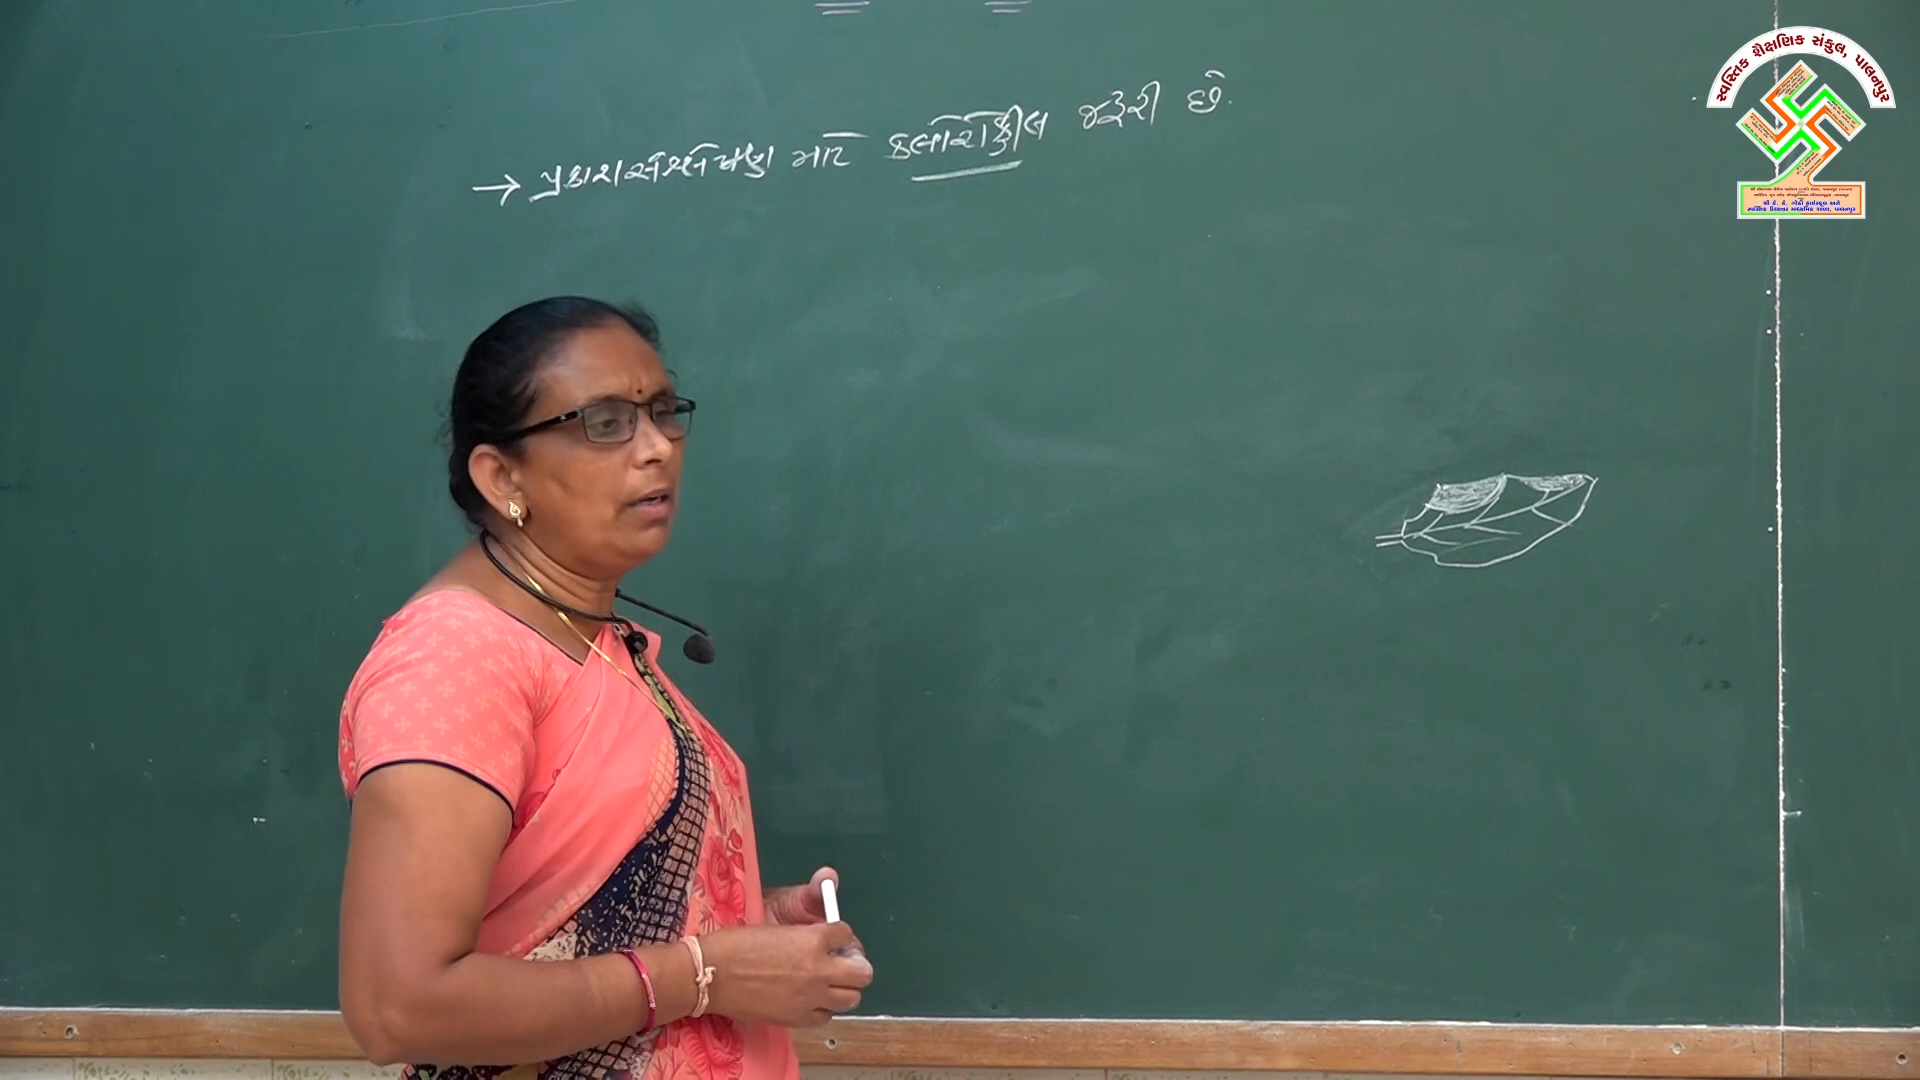 → પ્રકાશસંશ્લેષણ માટે ક્લોરોફીલ જરૂરી છે.
સ્વસ્તિક શૈક્ષણિક સંકુલ, પાલનપુર